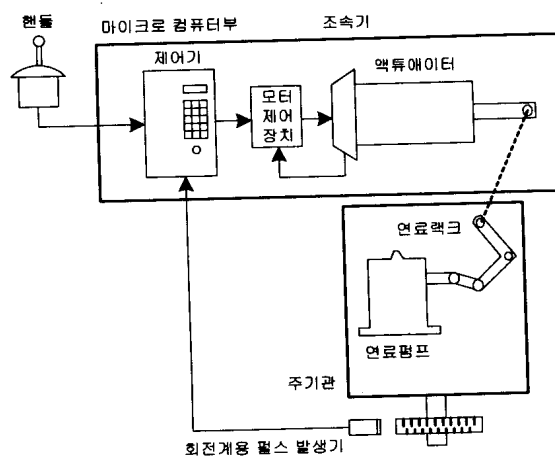 핸들
마이크로 컴퓨터부
조속기
제어기
액튜애이터
모터
제어
장치
연료랙크
연료펌프
주기관
회전계용 펄스 발생기